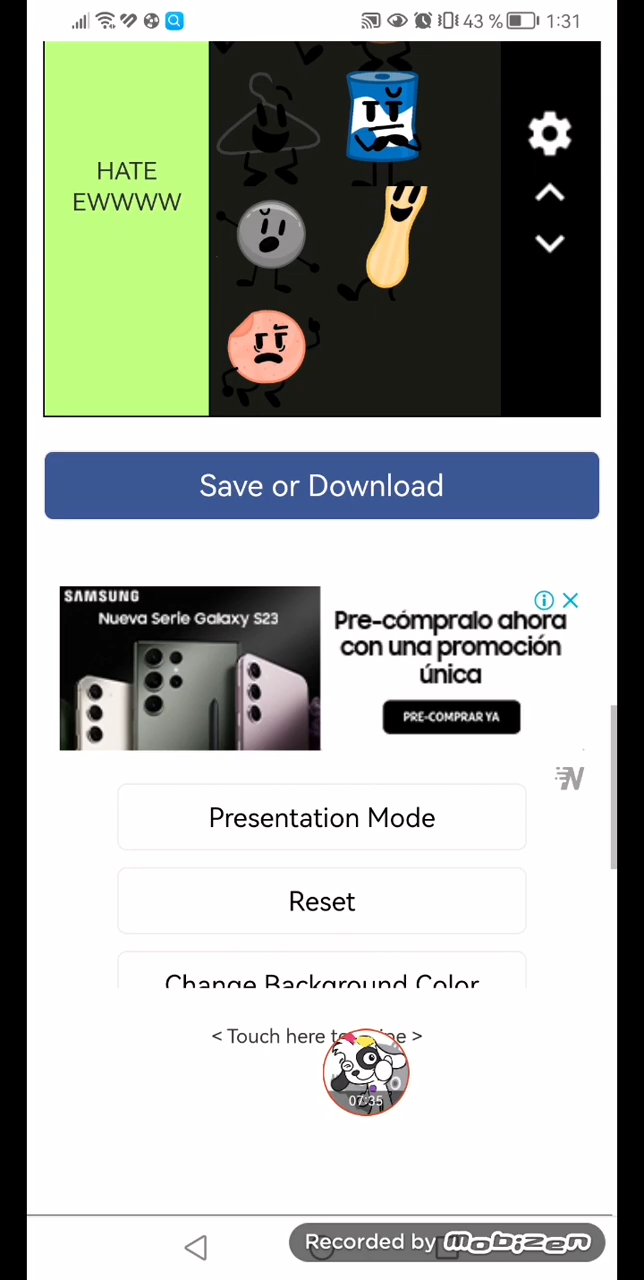 43 % 1:31
HATE
EWWWW
Save or Download
SAMSUNG
Nueva Serie Galaxy S23
Pre-cómpralo ahora
con una promoción
única
PRE-COMPRAR YA
Presentation Mode
Reset
Change Background Color
< Touch here to >
07:35
Recorded by mobizen